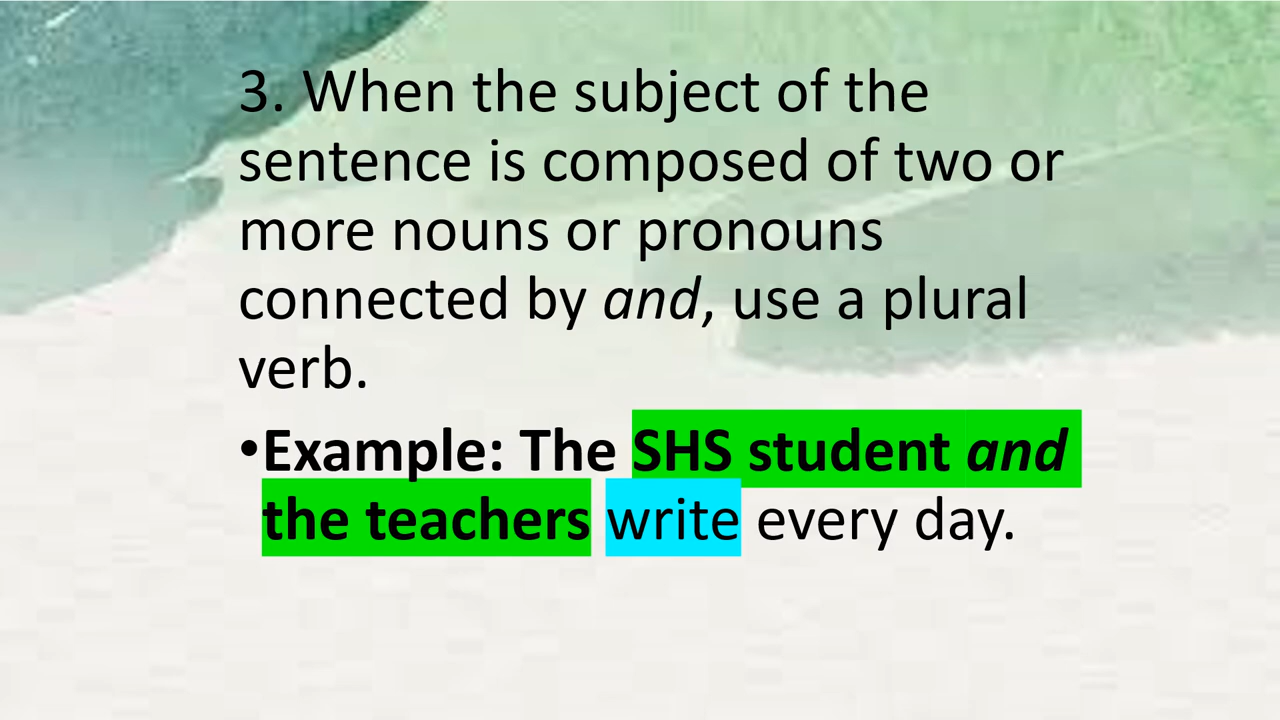 3. When the subject of the
sentence is composed of two or
more nouns or pronouns
connected by and, use a plural
verb.
•Example: The SHS student and
the teachers write every day.